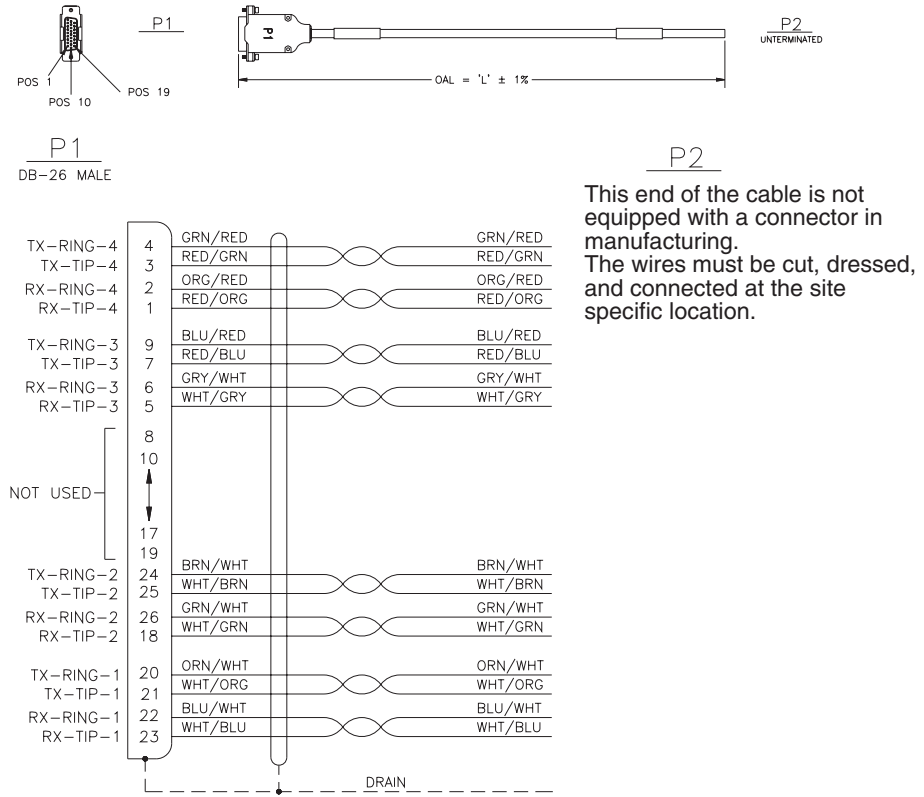 P1
P1
P2
UNTERMINATED
POS 1
POS 10
POS 19
OAL = 'L' ± 1%
P1
DB-26 MALE
P2
This end of the cable is not
equipped with a connector in
manufacturing.
The wires must be cut, dressed,
and connected at the site
specific location.
TX-RING-4 4 GRN/RED GRN/RED
TX-TIP-4 3 RED/GRN RED/GRN
RX-RING-4 2 ORG/RED ORG/RED
RX-TIP-4 1 RED/ORG RED/ORG
TX-RING-3 9 BLU/RED BLU/RED
TX-TIP-3 7 RED/BLU RED/BLU
RX-RING-3 6 GRY/WHT GRY/WHT
RX-TIP-3 5 WHT/GRY WHT/GRY
8
10
NOT USED
17
19
TX-RING-2 24 BRN/WHT BRN/WHT
TX-TIP-2 25 WHT/BRN WHT/BRN
RX-RING-2 26 GRN/WHT GRN/WHT
RX-TIP-2 18 WHT/GRN WHT/GRN
TX-RING-1 20 ORN/WHT ORN/WHT
TX-TIP-1 21 WHT/ORG WHT/ORG
RX-RING-1 22 BLU/WHT BLU/WHT
RX-TIP-1 23 WHT/BLU WHT/BLU
DRAIN